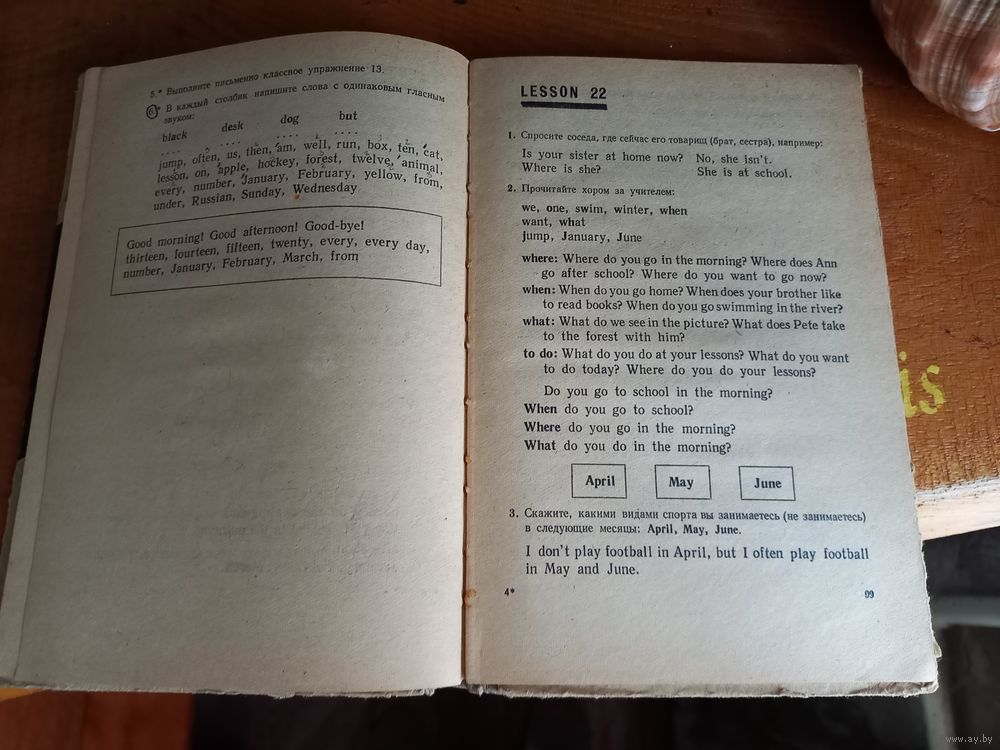 5.* Выполните письменно классное упражнение 13.
6.* В каждый столбик напишите слова с одинаковым гласным
звуком:
black desk dog but
.... .... .... ....
jump, often, us, then, am, well, run, box, ten, cat,
lesson, on, apple, hockey, forest, twelve, animal,
every, number, January, February, yellow, from,
under, Russian, Sunday, Wednesday
Good morning! Good afternoon! Good-bye!
thirteen, fourteen, fifteen, twenty, every, every day,
number, January, February, March, from
LESSON 22
1. Спросите соседа, где сейчас его товарищ (брат, сестра), например:
Is your sister at home now? No, she isn't.
Where is she? She is at school.
2. Прочитайте хором за учителем:
we, one, swim, winter, when
want, what
jump, January, June
where: Where do you go in the morning? Where does Ann
go after school? Where do you want to go now?
when: When do you go home? When does your brother like
to read books? When do you go swimming in the river?
what: What do we see in the picture? What does Pete take
to the forest with him?
to do: What do you do at your lessons? What do you want
to do today? Where do you do your lessons?
Do you go to school in the morning?
When do you go to school?
Where do you go in the morning?
What do you do in the morning?
April May June
3. Скажите, какими видами спорта вы занимаетесь (не занимаетесь)
в следующие месяцы: April, May, June.
I don't play football in April, but I often play football
in May and June.
4* 99
is
www.ay.by